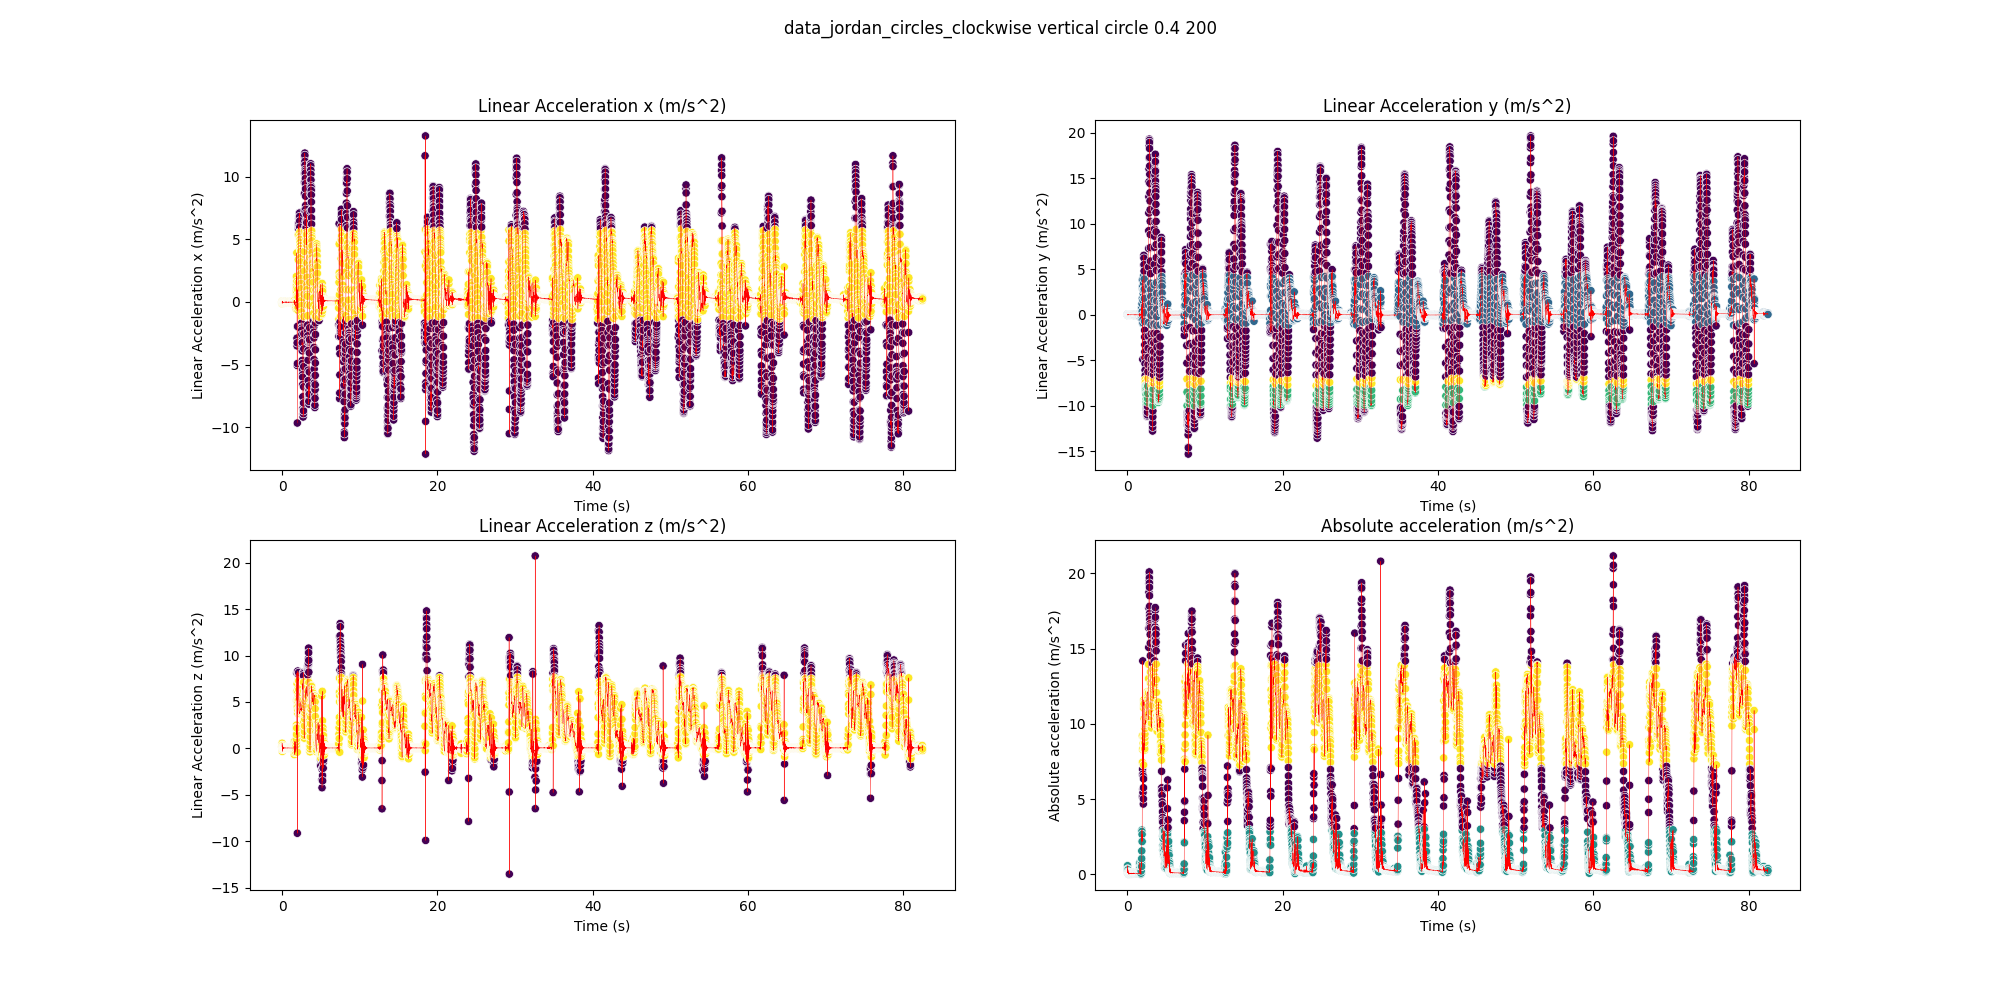 data_jordan_circles_clockwise vertical circle 0.4 200
Linear Acceleration x (m/s^2)
Linear Acceleration x (m/s^2)
10
5
0
−5
−10
0 20 40 60 80
Time (s)
Linear Acceleration y (m/s^2)
Linear Acceleration y (m/s^2)
20
15
10
5
0
−5
−10
−15
0 20 40 60 80
Time (s)
Linear Acceleration z (m/s^2)
Linear Acceleration z (m/s^2)
20
15
10
5
0
−5
−10
−15
0 20 40 60 80
Time (s)
Absolute acceleration (m/s^2)
Absolute acceleration (m/s^2)
20
15
10
5
0
0 20 40 60 80
Time (s)